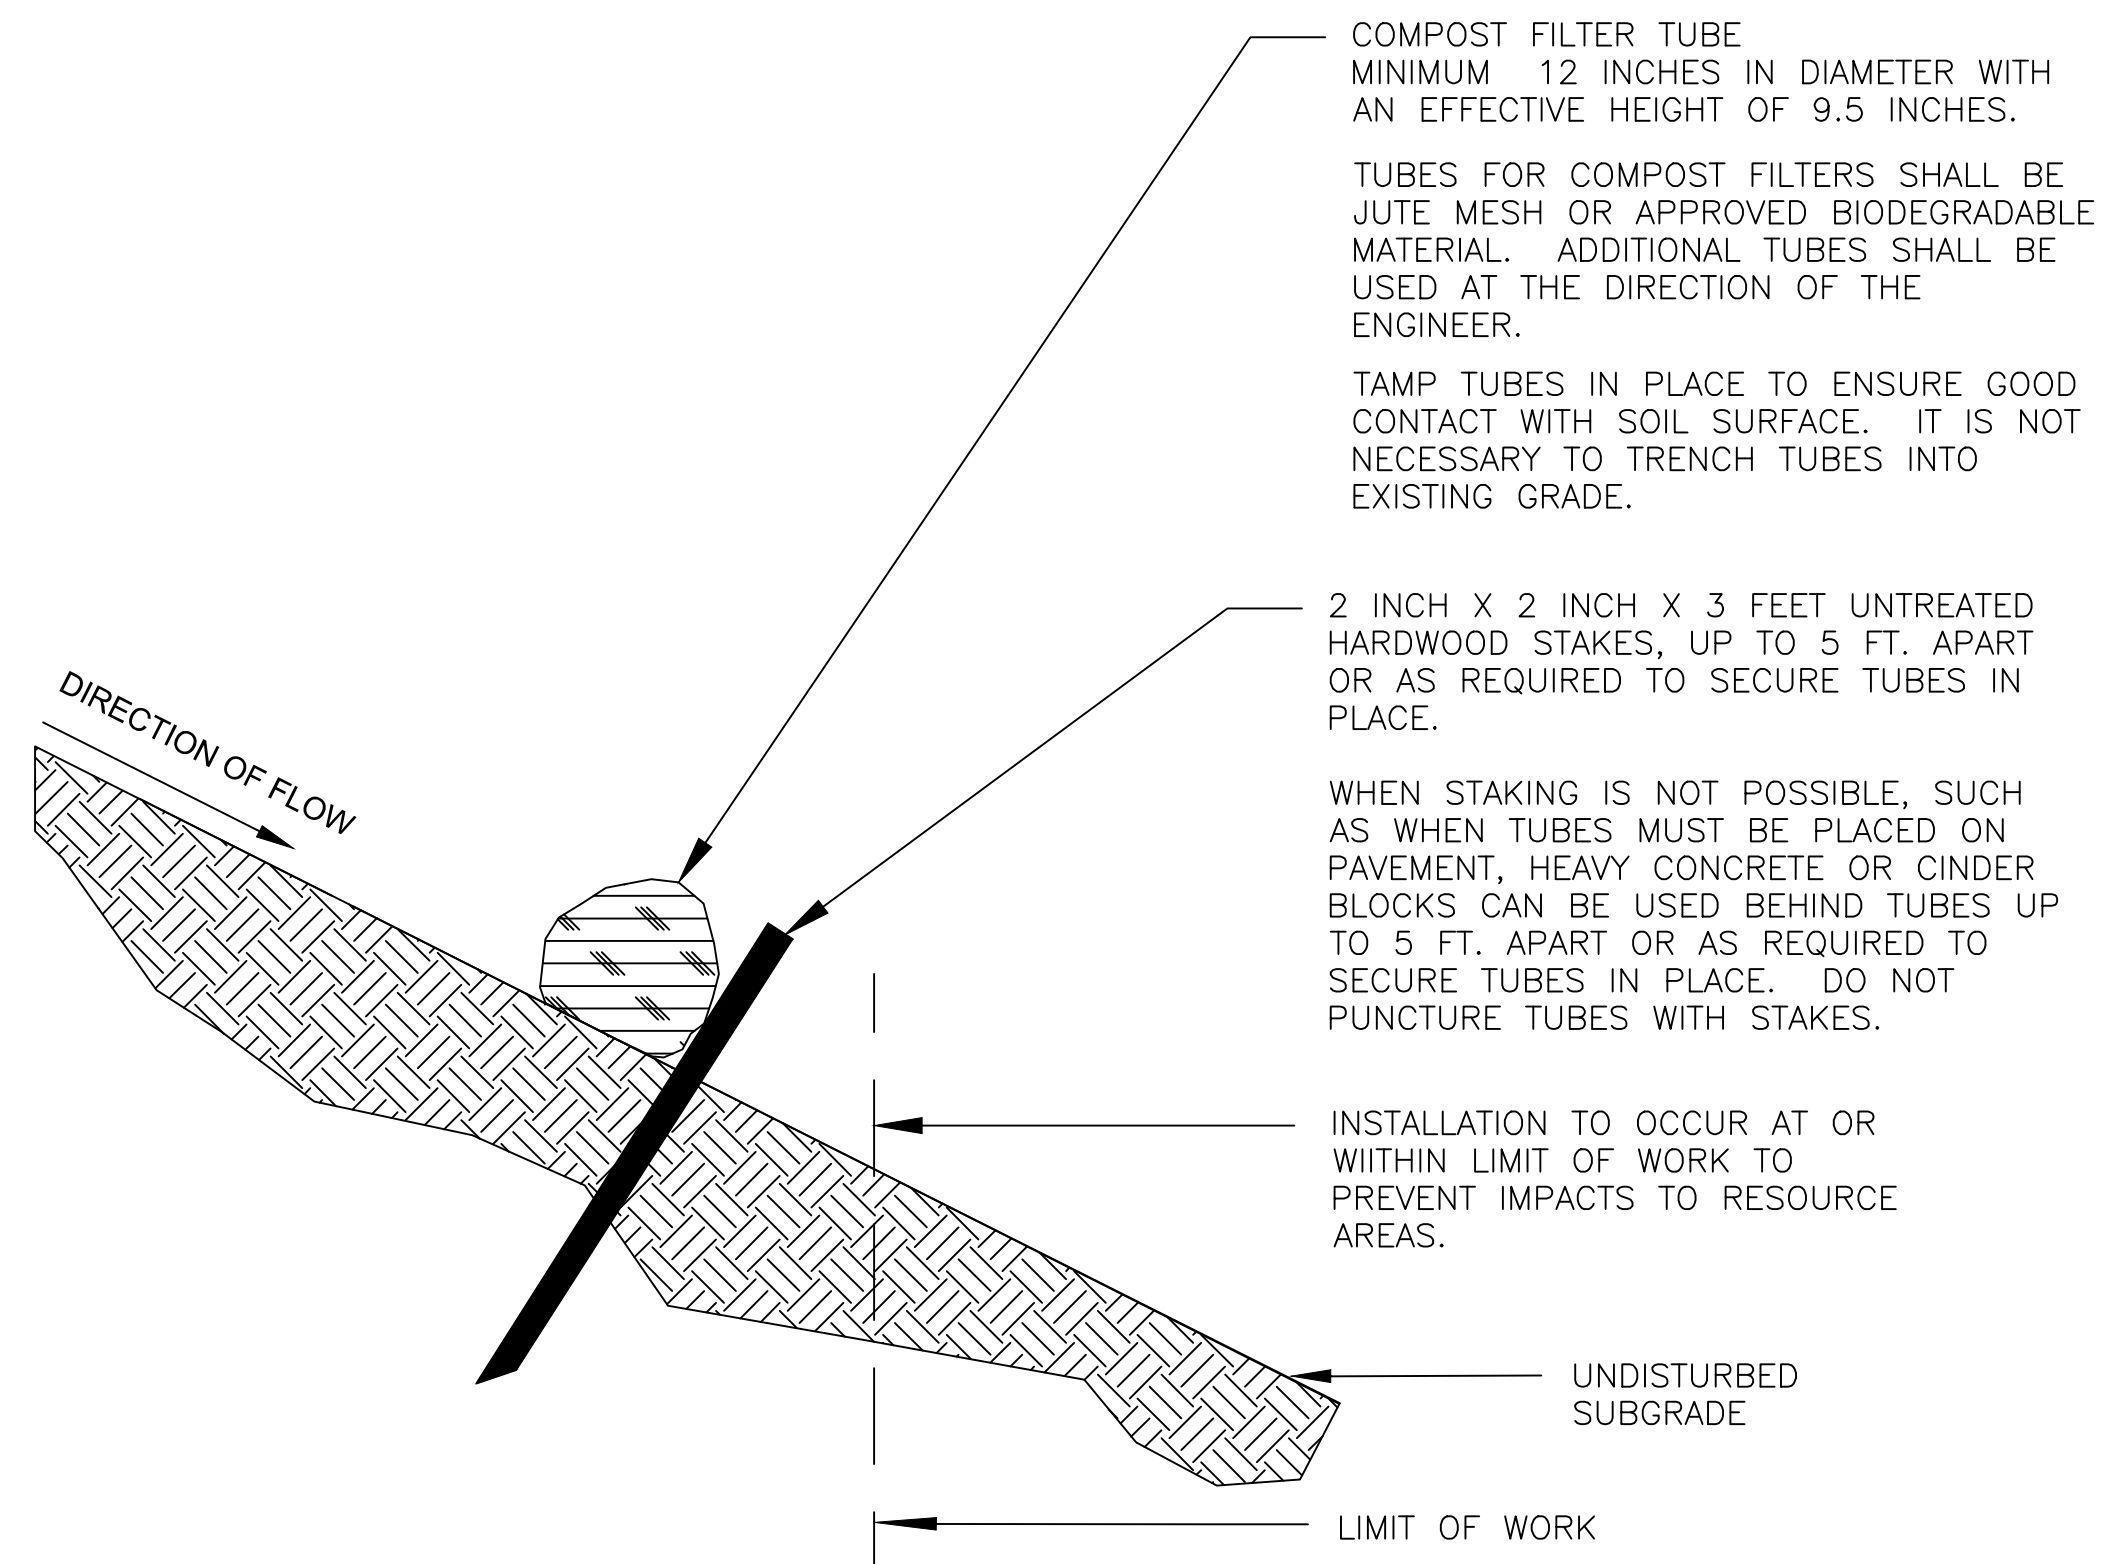 COMPOST FILTER TUBE
MINIMUM 12 INCHES IN DIAMETER WITH
AN EFFECTIVE HEIGHT OF 9.5 INCHES.
TUBES FOR COMPOST FILTERS SHALL BE
JUTE MESH OR APPROVED BIODEGRADABLE
MATERIAL. ADDITIONAL TUBES SHALL BE
USED AT THE DIRECTION OF THE
ENGINEER.
TAMP TUBES IN PLACE TO ENSURE GOOD
CONTACT WITH SOIL SURFACE. IT IS NOT
NECESSARY TO TRENCH TUBES INTO
EXISTING GRADE.
2 INCH X 2 INCH X 3 FEET UNTREATED
HARDWOOD STAKES, UP TO 5 FT. APART
OR AS REQUIRED TO SECURE TUBES IN
PLACE.
DIRECTION OF FLOW
WHEN STAKING IS NOT POSSIBLE, SUCH
AS WHEN TUBES MUST BE PLACED ON
PAVEMENT, HEAVY CONCRETE OR CINDER
BLOCKS CAN BE USED BEHIND TUBES UP
TO 5 FT. APART OR AS REQUIRED TO
SECURE TUBES IN PLACE. DO NOT
PUNCTURE TUBES WITH STAKES.
INSTALLATION TO OCCUR AT OR
WIITHIN LIMIT OF WORK TO
PREVENT IMPACTS TO RESOURCE
AREAS.
UNDISTURBED
SUBGRADE
LIMIT OF WORK